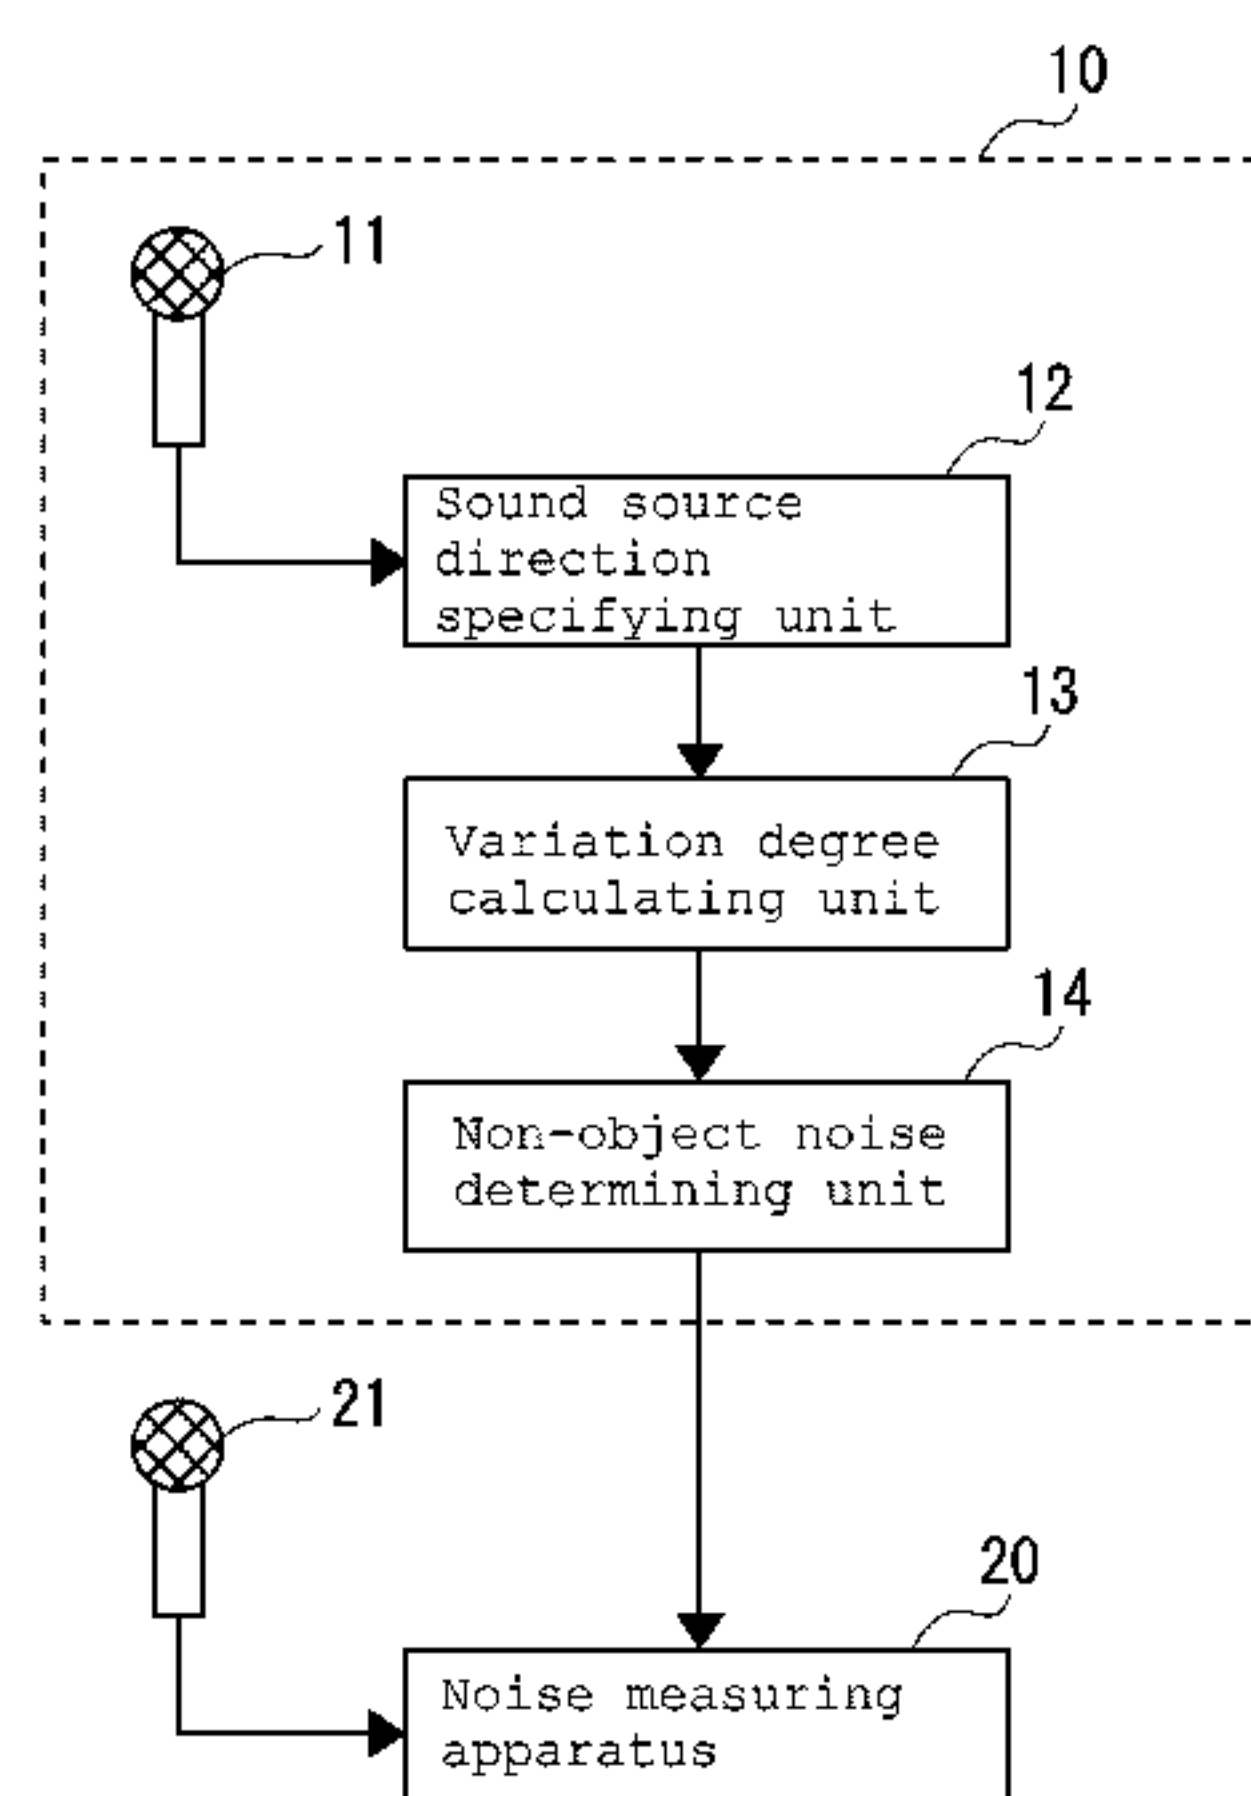 10
11
12
Sound source
direction
specifying unit
13
Variation degree
calculating unit
14
Non-object noise
determining unit
21
20
Noise measuring
apparatus